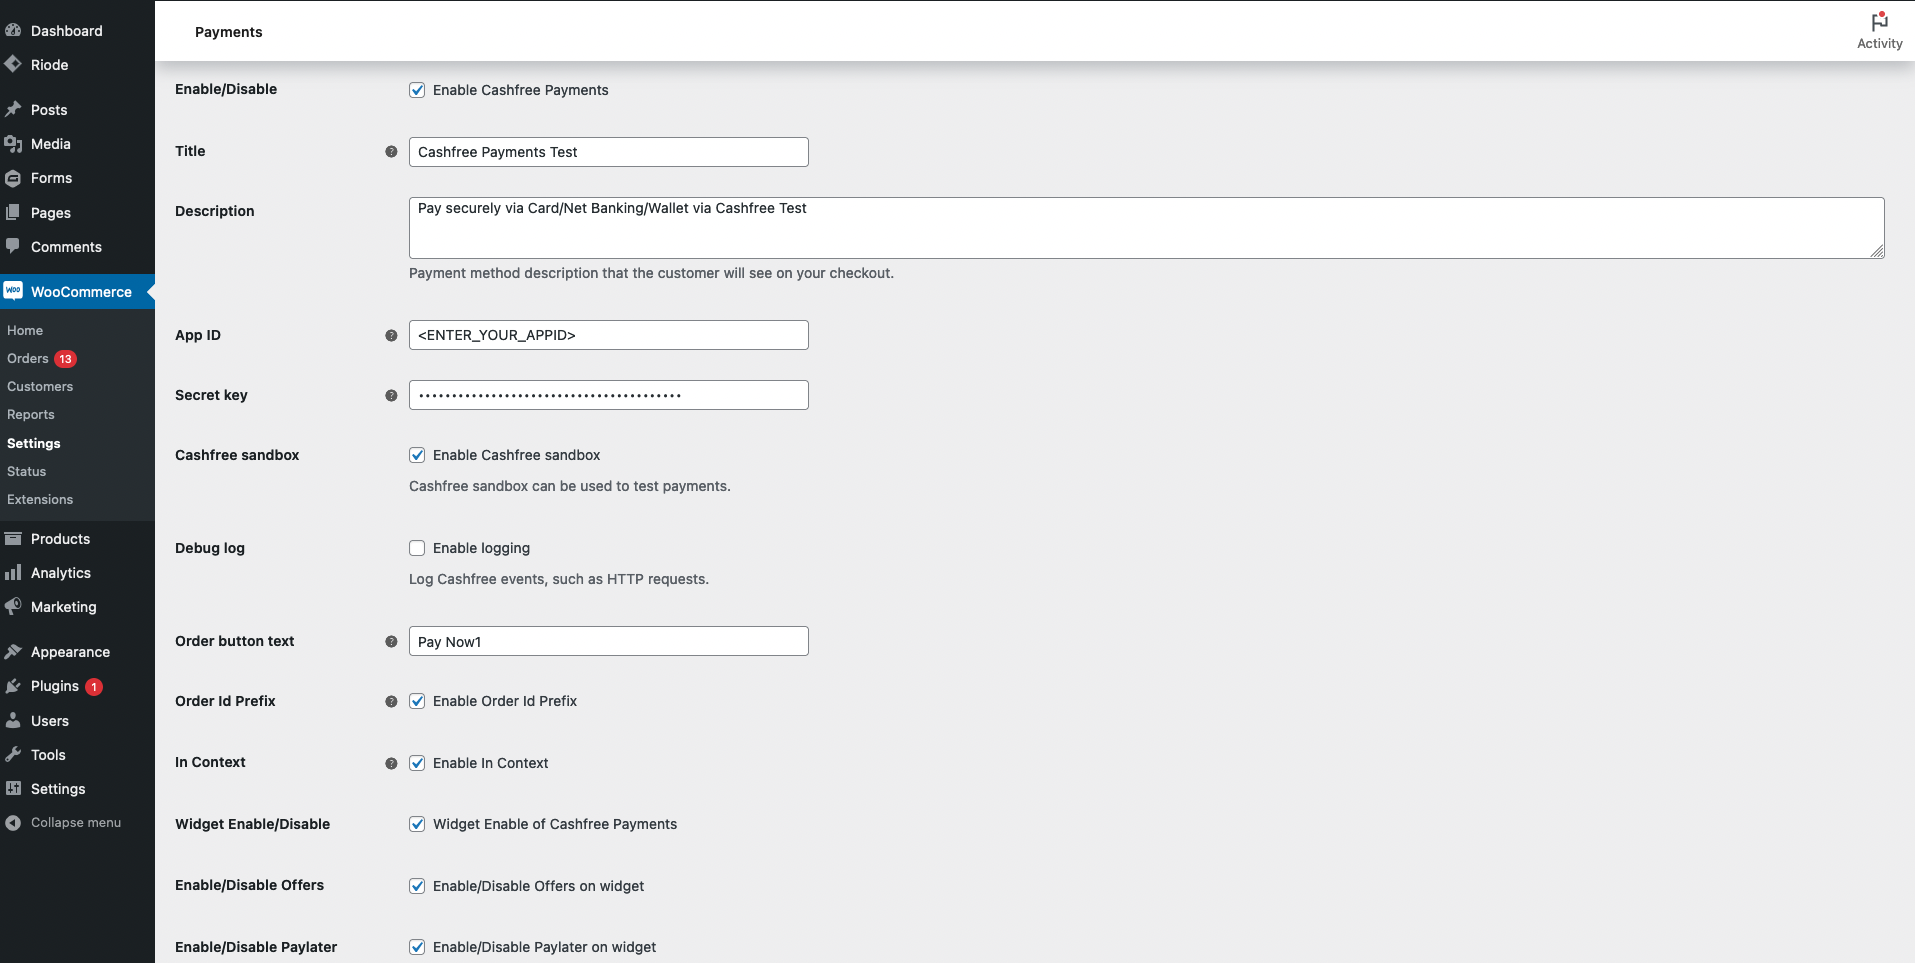 Dashboard
Riode
Posts
Media
Forms
Pages
Comments
woo WooCommerce
Home
Orders 13
Customers
Reports
Settings
Status
Extensions
Products
Analytics
Marketing
Appearance
Plugins 1
Users
Tools
Settings
Collapse menu
Payments
Activity
Enable/Disable
Enable Cashfree Payments
Title ?
Cashfree Payments Test
Description
Pay securely via Card/Net Banking/Wallet via Cashfree Test
Payment method description that the customer will see on your checkout.
App ID ?
<ENTER_YOUR_APPID>
Secret key ?
Cashfree sandbox
Enable Cashfree sandbox
Cashfree sandbox can be used to test payments.
Debug log
Enable logging
Log Cashfree events, such as HTTP requests.
Order button text ?
Pay Now1
Order Id Prefix ?
Enable Order Id Prefix
In Context ?
Enable In Context
Widget Enable/Disable
Widget Enable of Cashfree Payments
Enable/Disable Offers
Enable/Disable Offers on widget
Enable/Disable Paylater
Enable/Disable Paylater on widget